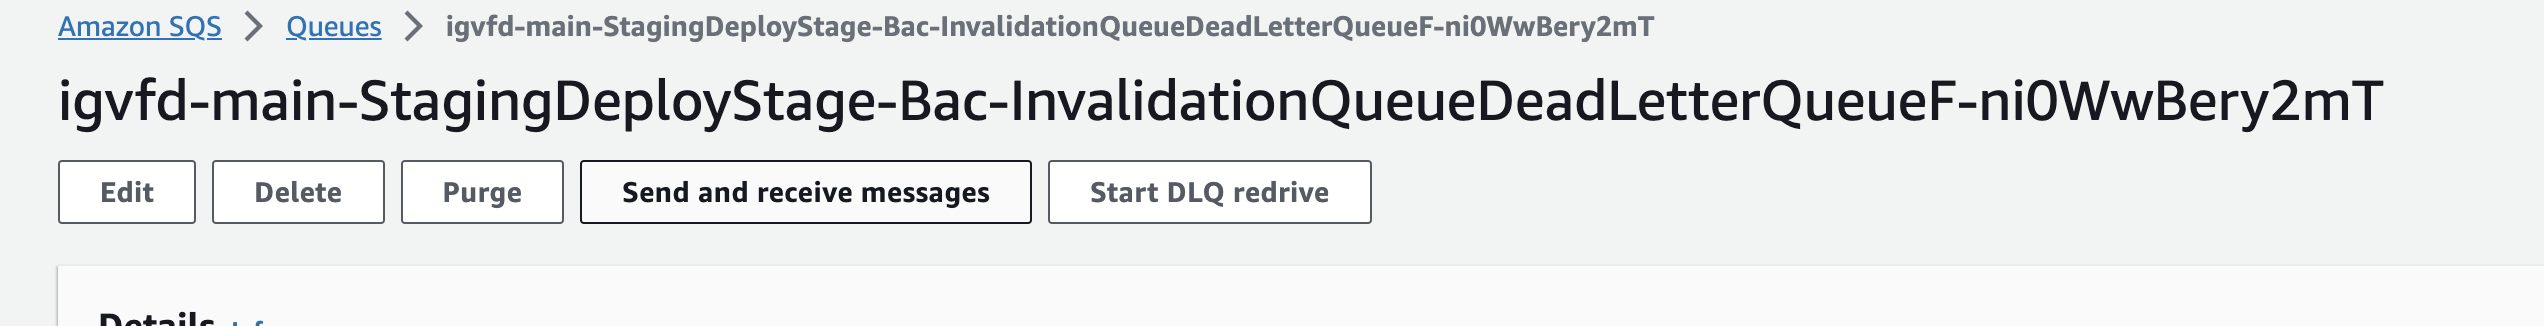 Amazon SQS > Queues > igvfd-main-StagingDeployStage-Bac-InvalidationQueueDeadLetterQueueF-ni0WwBery2mT
igvfd-main-StagingDeployStage-Bac-InvalidationQueueDeadLetterQueueF-ni0WwBery2mT
Edit Delete Purge Send and receive messages Start DLQ redrive
Details